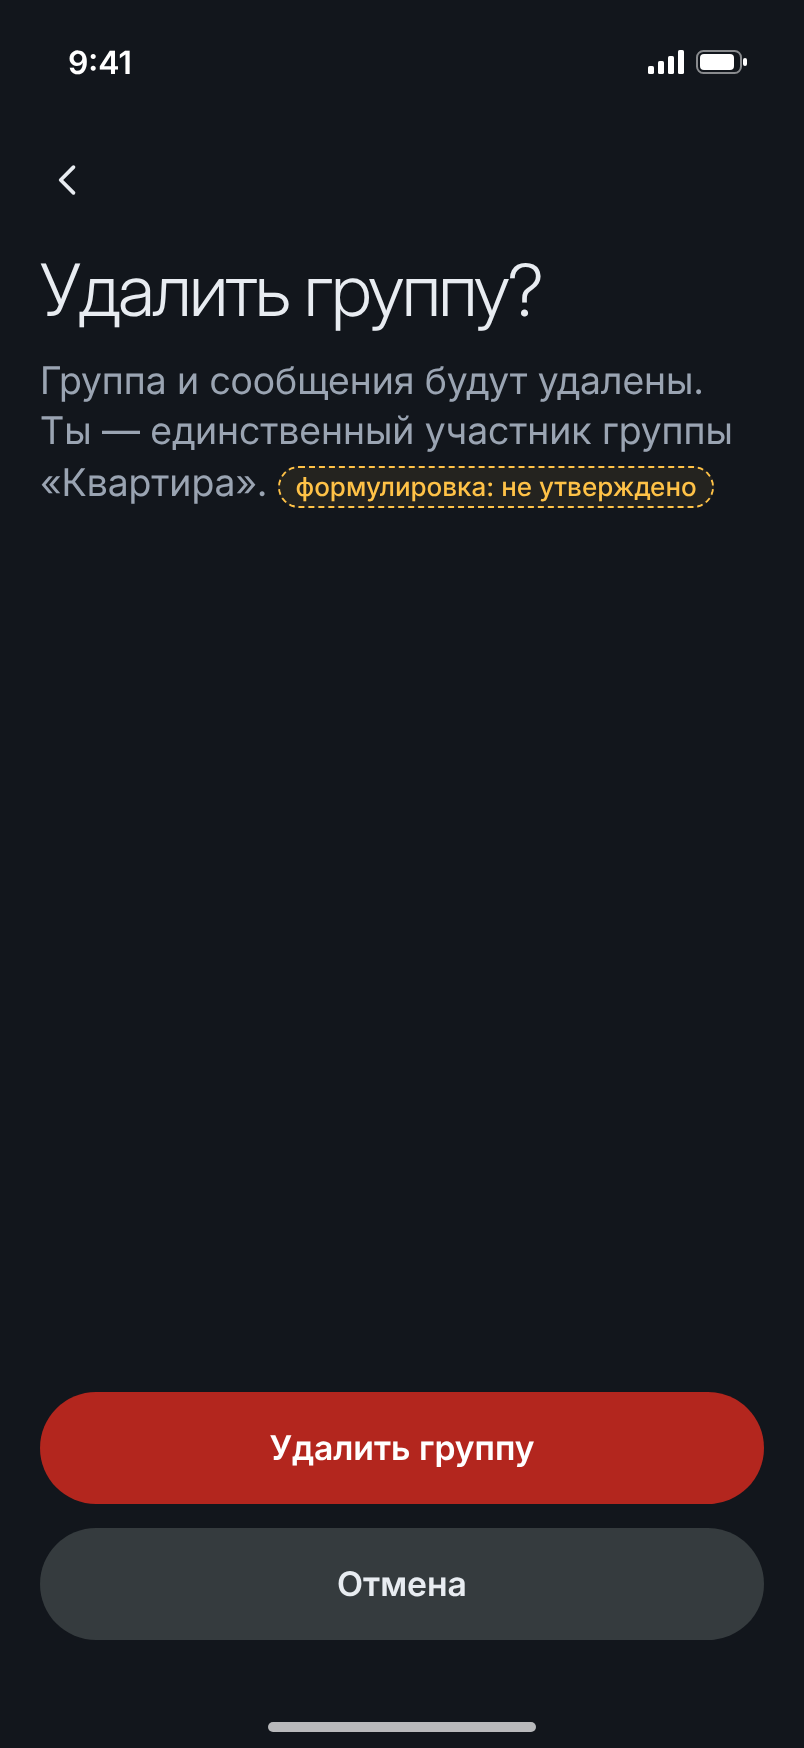 9:41
Удалить группу?
Группа и сообщения будут удалены.
Ты — единственный участник группы
«Квартира». формулировка: не утверждено
Удалить группу
Отмена